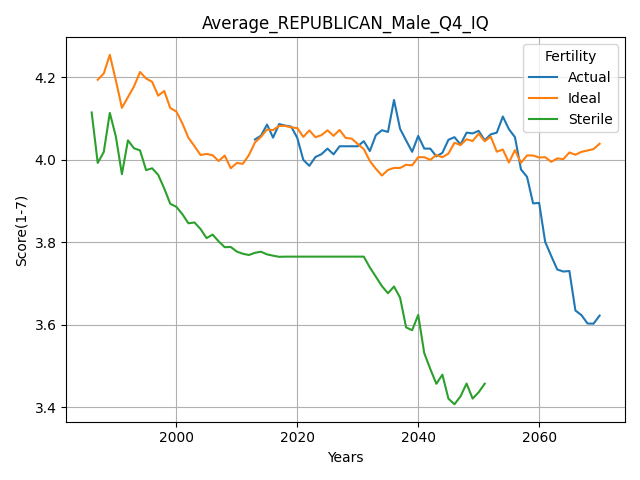 Average_REPUBLICAN_Male_Q4_IQ
Fertility
Actual
Ideal
Sterile
Score(1-7)
4.2
4.0
3.8
3.6
3.4
2000
2020
2040
2060
Years